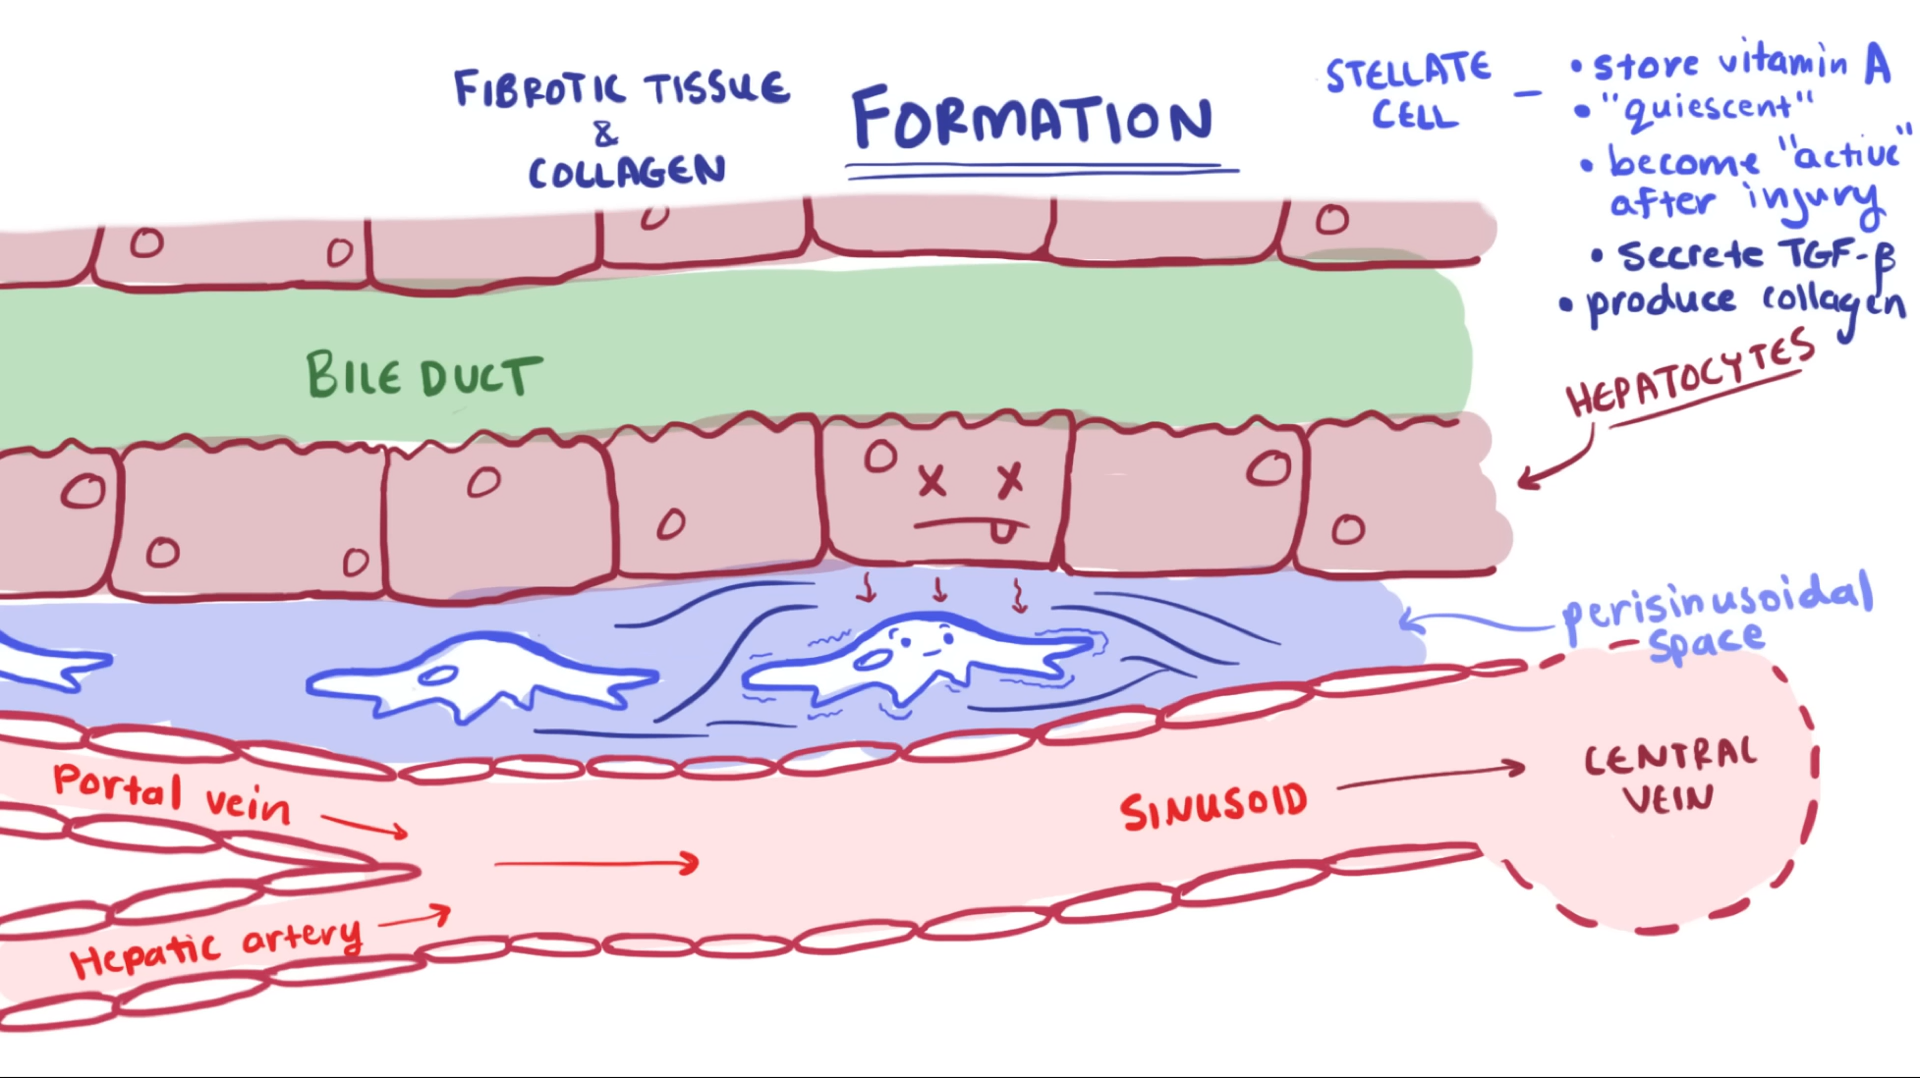 FIBROTIC TISSUE
&
COLLAGEN
FORMATION
STELLATE
CELL -
• store vitamin A
• "quiescent"
• become "active"
after injury
• secrete TGF-β
• produce collagen
HEPATOCYTES
BILE DUCT
perisinusoidal
space
Portal vein
SINUSOID
CENTRAL
VEIN
Hepatic artery